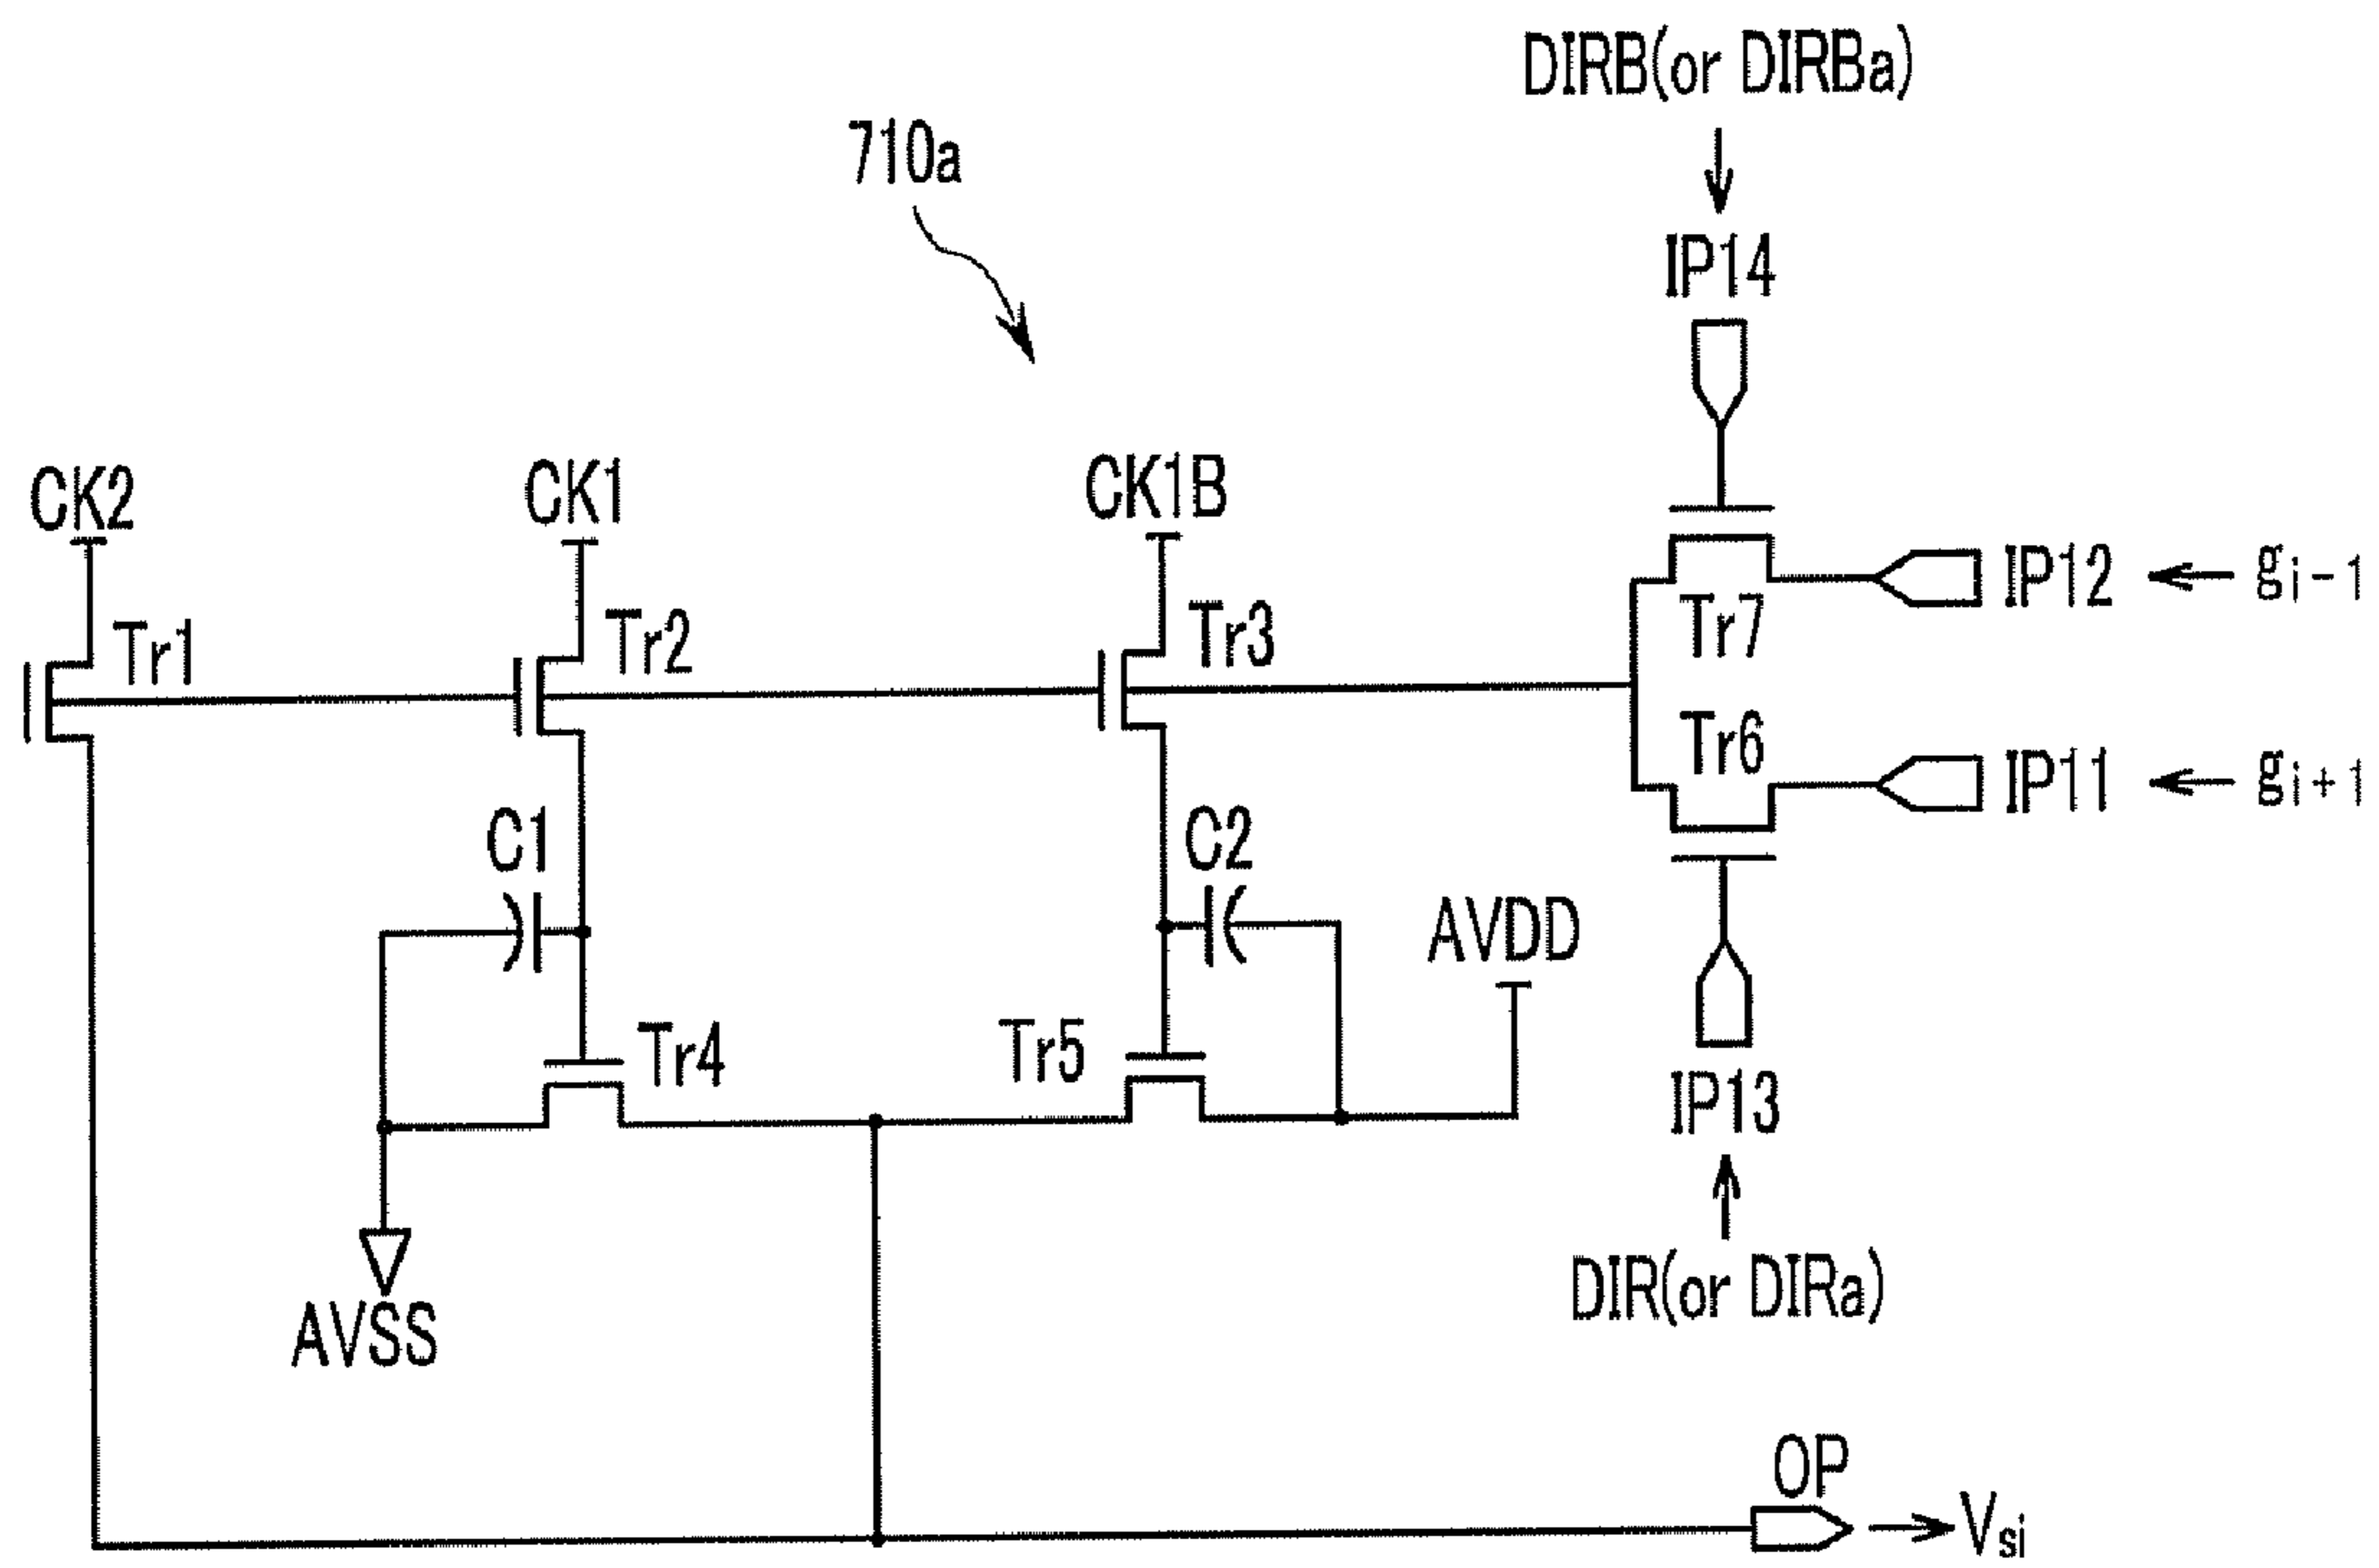 DIRB(or DIRBa)
710a
IP14
CK2
CK1
CK1B
IP12
g i-1
Tr1
Tr2
Tr3
Tr7
Tr6
IP11
g i+1
C1
C2
AVDD
Tr4
Tr5
IP13
DIR(or DIRa)
AVSS
OP
Vsi